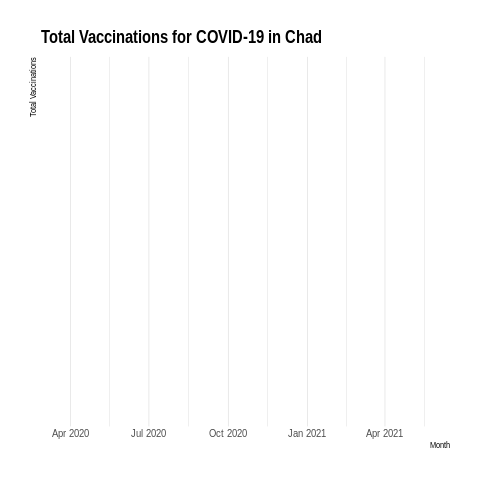 Total Vaccinations for COVID-19 in Chad
Total Vaccinations
Apr 2020
Jul 2020
Oct 2020
Jan 2021
Apr 2021
Month